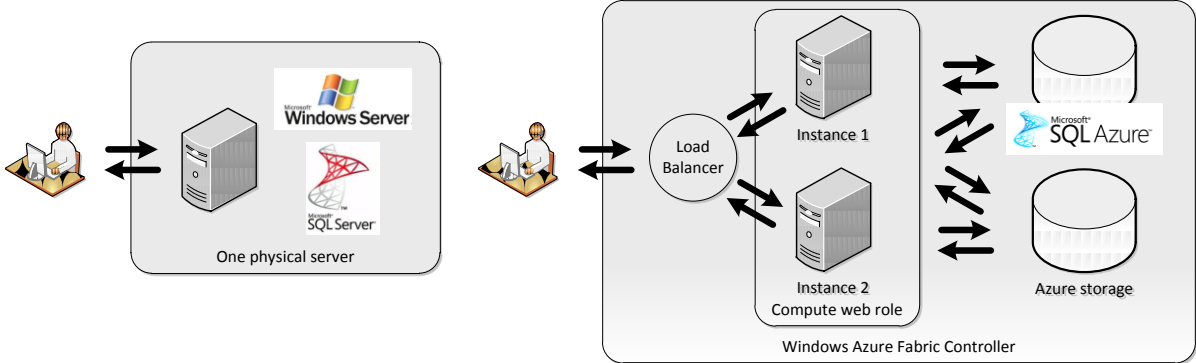 Microsoft
Windows Server
Microsoft
SQL Server
One physical server
Load
Balancer
Instance 1
Instance 2
Compute web role
Microsoft
SQL Azure
Azure storage
Windows Azure Fabric Controller